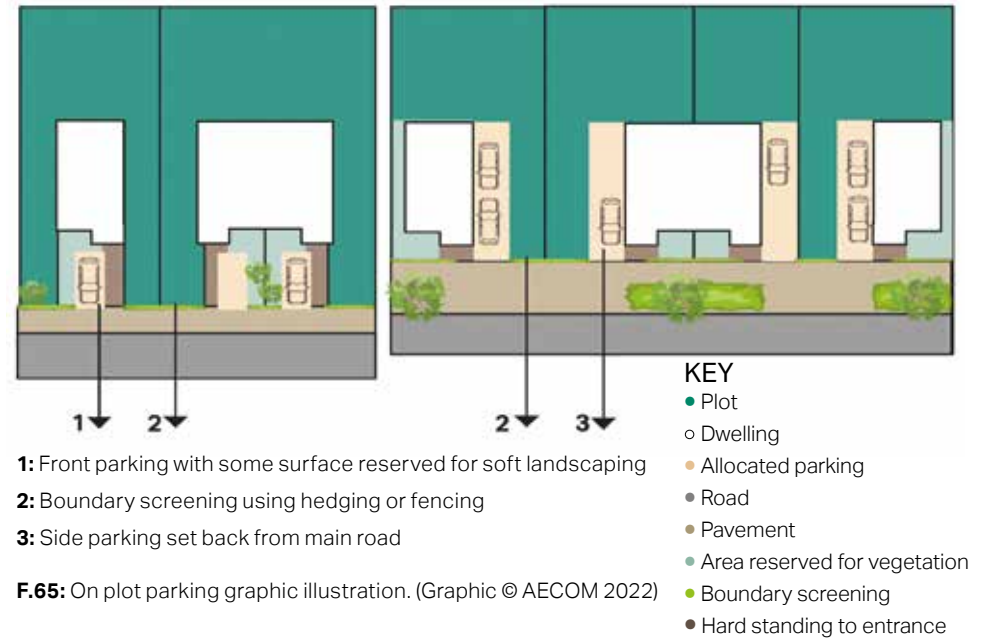 1 2 2 3
1: Front parking with some surface reserved for soft landscaping
2: Boundary screening using hedging or fencing
3: Side parking set back from main road
F.65: On plot parking graphic illustration. (Graphic © AECOM 2022)
KEY
Plot
Dwelling
Allocated parking
Road
Pavement
Area reserved for vegetation
Boundary screening
Hard standing to entrance